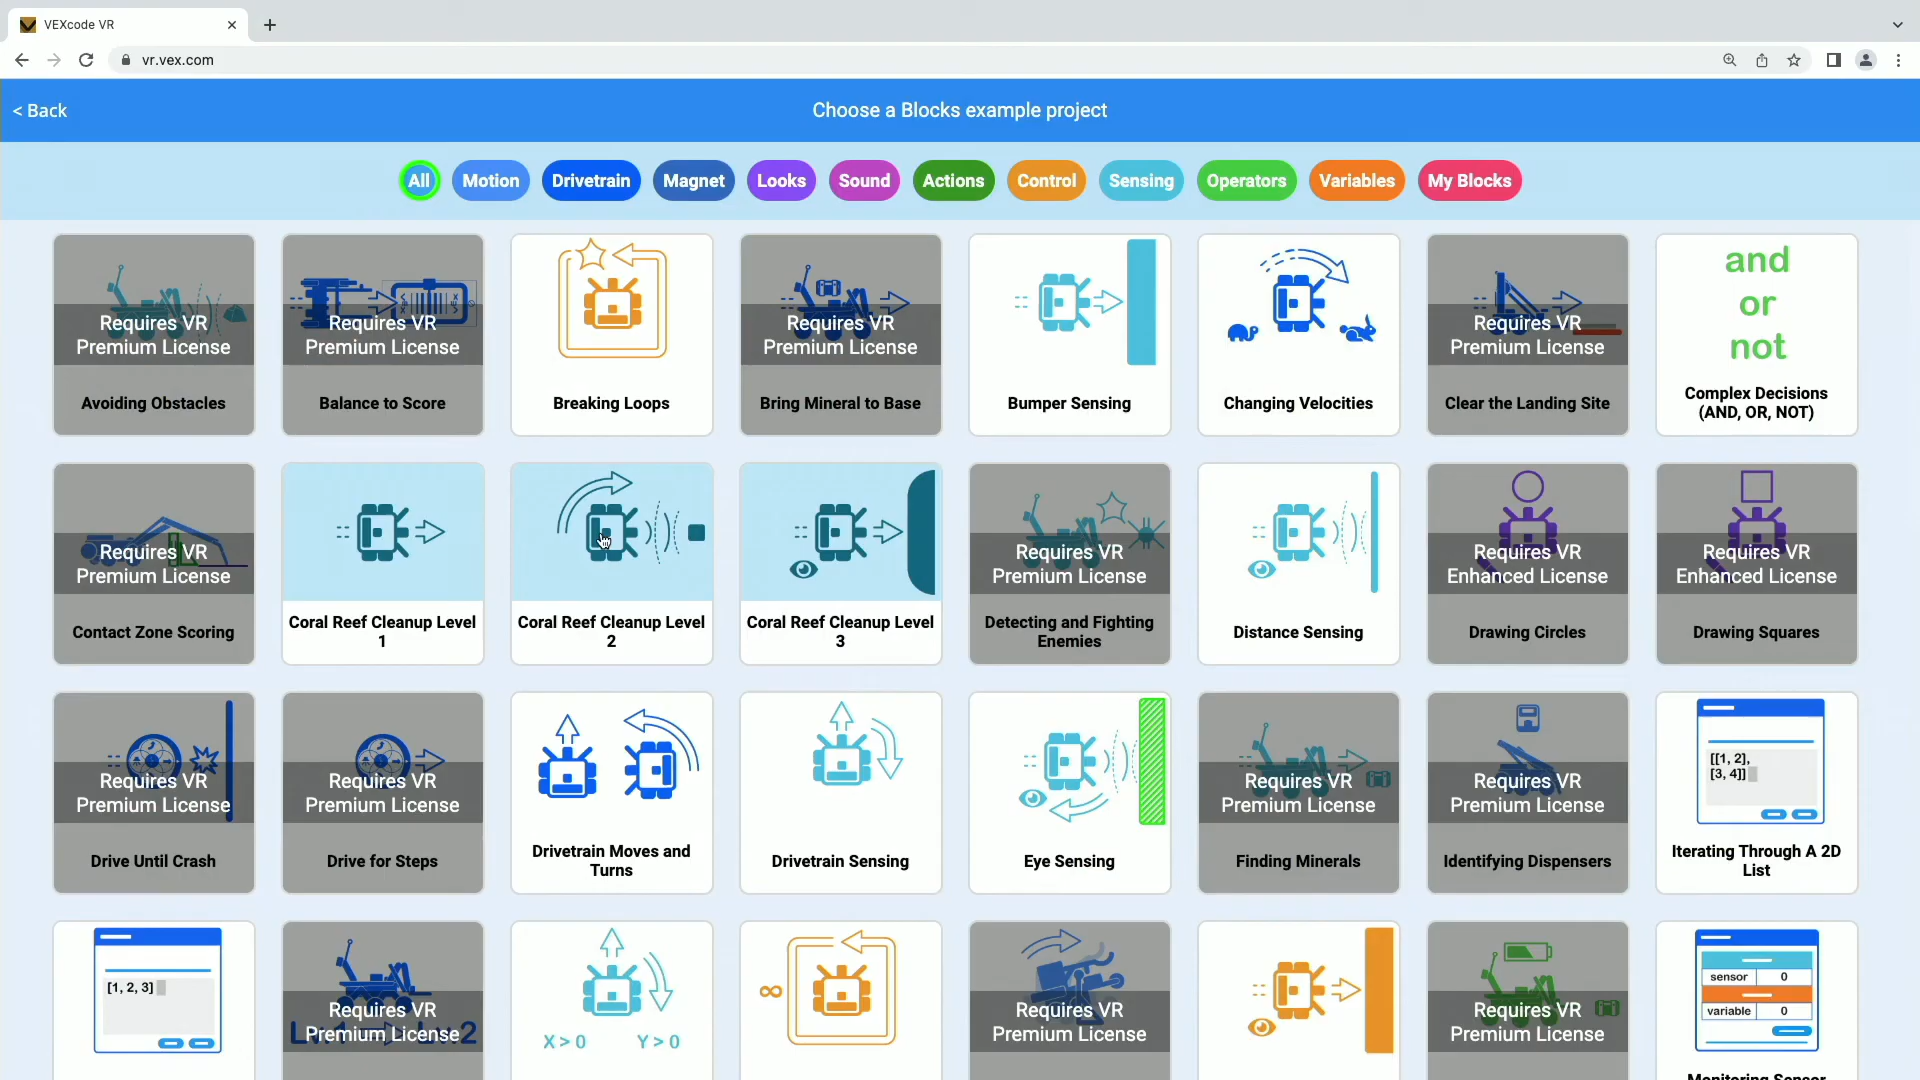 VEXcode VR
vr.vex.com
< Back
Choose a Blocks example project
All
Motion
Drivetrain
Magnet
Looks
Sound
Actions
Control
Sensing
Operators
Variables
My Blocks
Requires VR
Premium License
Avoiding Obstacles
Requires VR
Premium License
Balance to Score
Breaking Loops
Requires VR
Premium License
Bring Mineral to Base
Bumper Sensing
Changing Velocities
Requires VR
Premium License
Clear the Landing Site
and
or
not
Complex Decisions
(AND, OR, NOT)
Requires VR
Premium License
Contact Zone Scoring
Coral Reef Cleanup Level
1
Coral Reef Cleanup Level
2
Coral Reef Cleanup Level
3
Requires VR
Premium License
Detecting and Fighting
Enemies
Distance Sensing
Requires VR
Enhanced License
Drawing Circles
Requires VR
Enhanced License
Drawing Squares
Requires VR
Premium License
Drive Until Crash
Requires VR
Premium License
Drive for Steps
Drivetrain Moves and
Turns
Drivetrain Sensing
Eye Sensing
Requires VR
Premium License
Finding Minerals
Requires VR
Premium License
Identifying Dispensers
[[1, 2],
[3, 4]]
Iterating Through A 2D
List
[1, 2, 3]
Requires VR
Premium License
Lv.1
Lv.2
X > 0
Y > 0
∞
Requires VR
Premium License
Requires VR
Premium License
sensor 0
variable 0
Monitoring Sensor